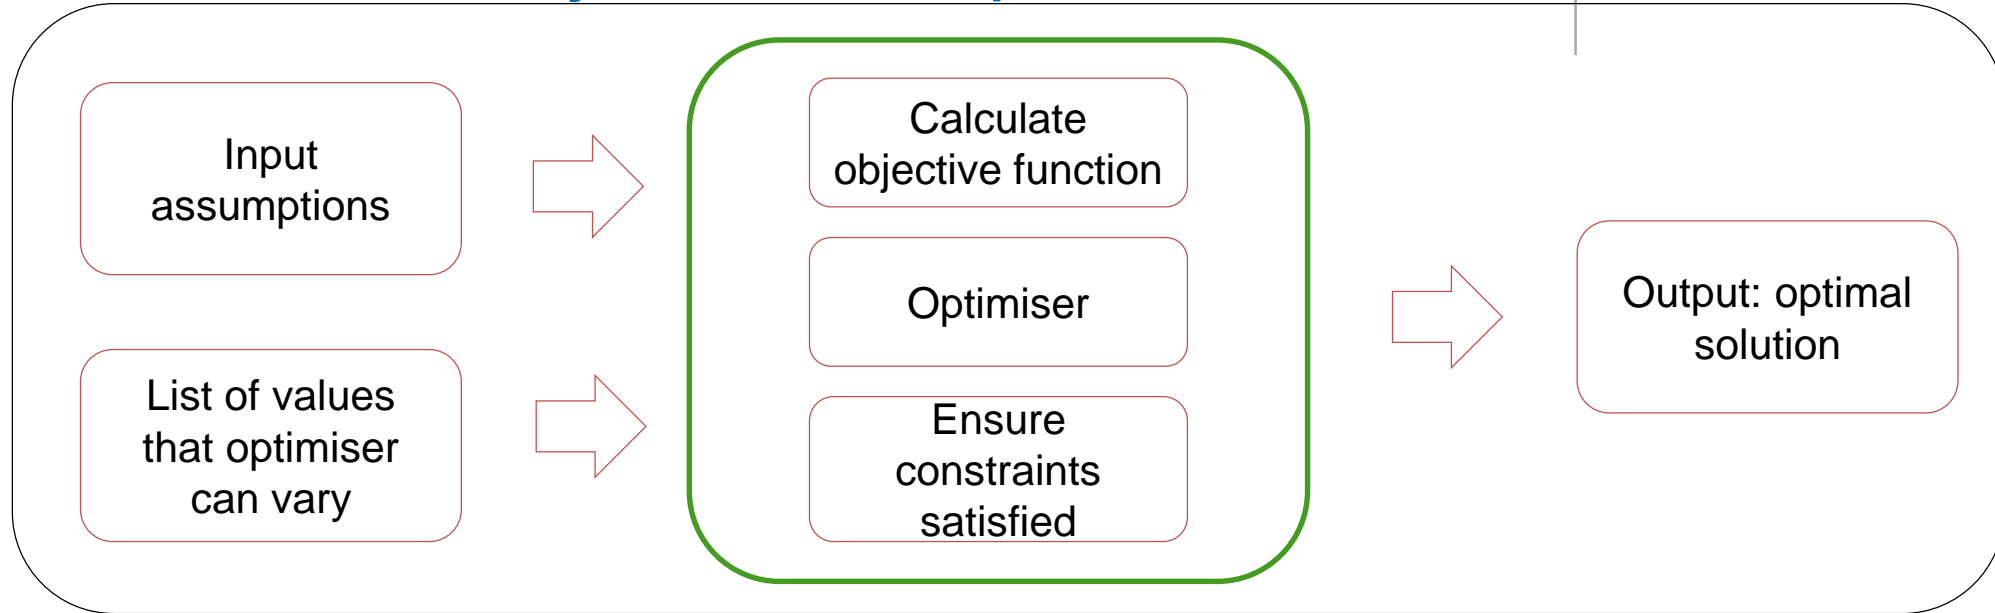 Input
assumptions
List of values
that optimiser
can vary
Calculate
objective function
Optimiser
Ensure
constraints
satisfied
Output: optimal
solution